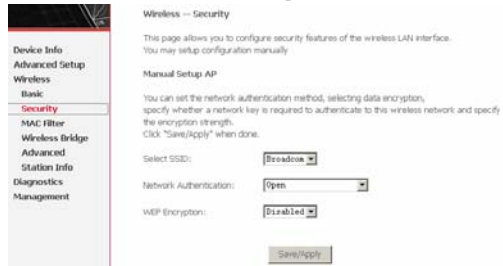 Wireless -- Security
This page allows you to configure security features of the wireless LAN interface.
You may setup configuration manually
Manual Setup AP
You can set the network authentication method, selecting data encryption,
specify whether a network key is required to authenticate to this wireless network and specify
the encryption strength.
Click "Save/Apply" when done.
Select SSID: Broadcom
Network Authentication: Open
WEP Encryption: Disabled
Save/Apply
Device Info
Advanced Setup
Wireless
Basic
Security
MAC Filter
Wireless Bridge
Advanced
Station Info
Diagnostics
Management